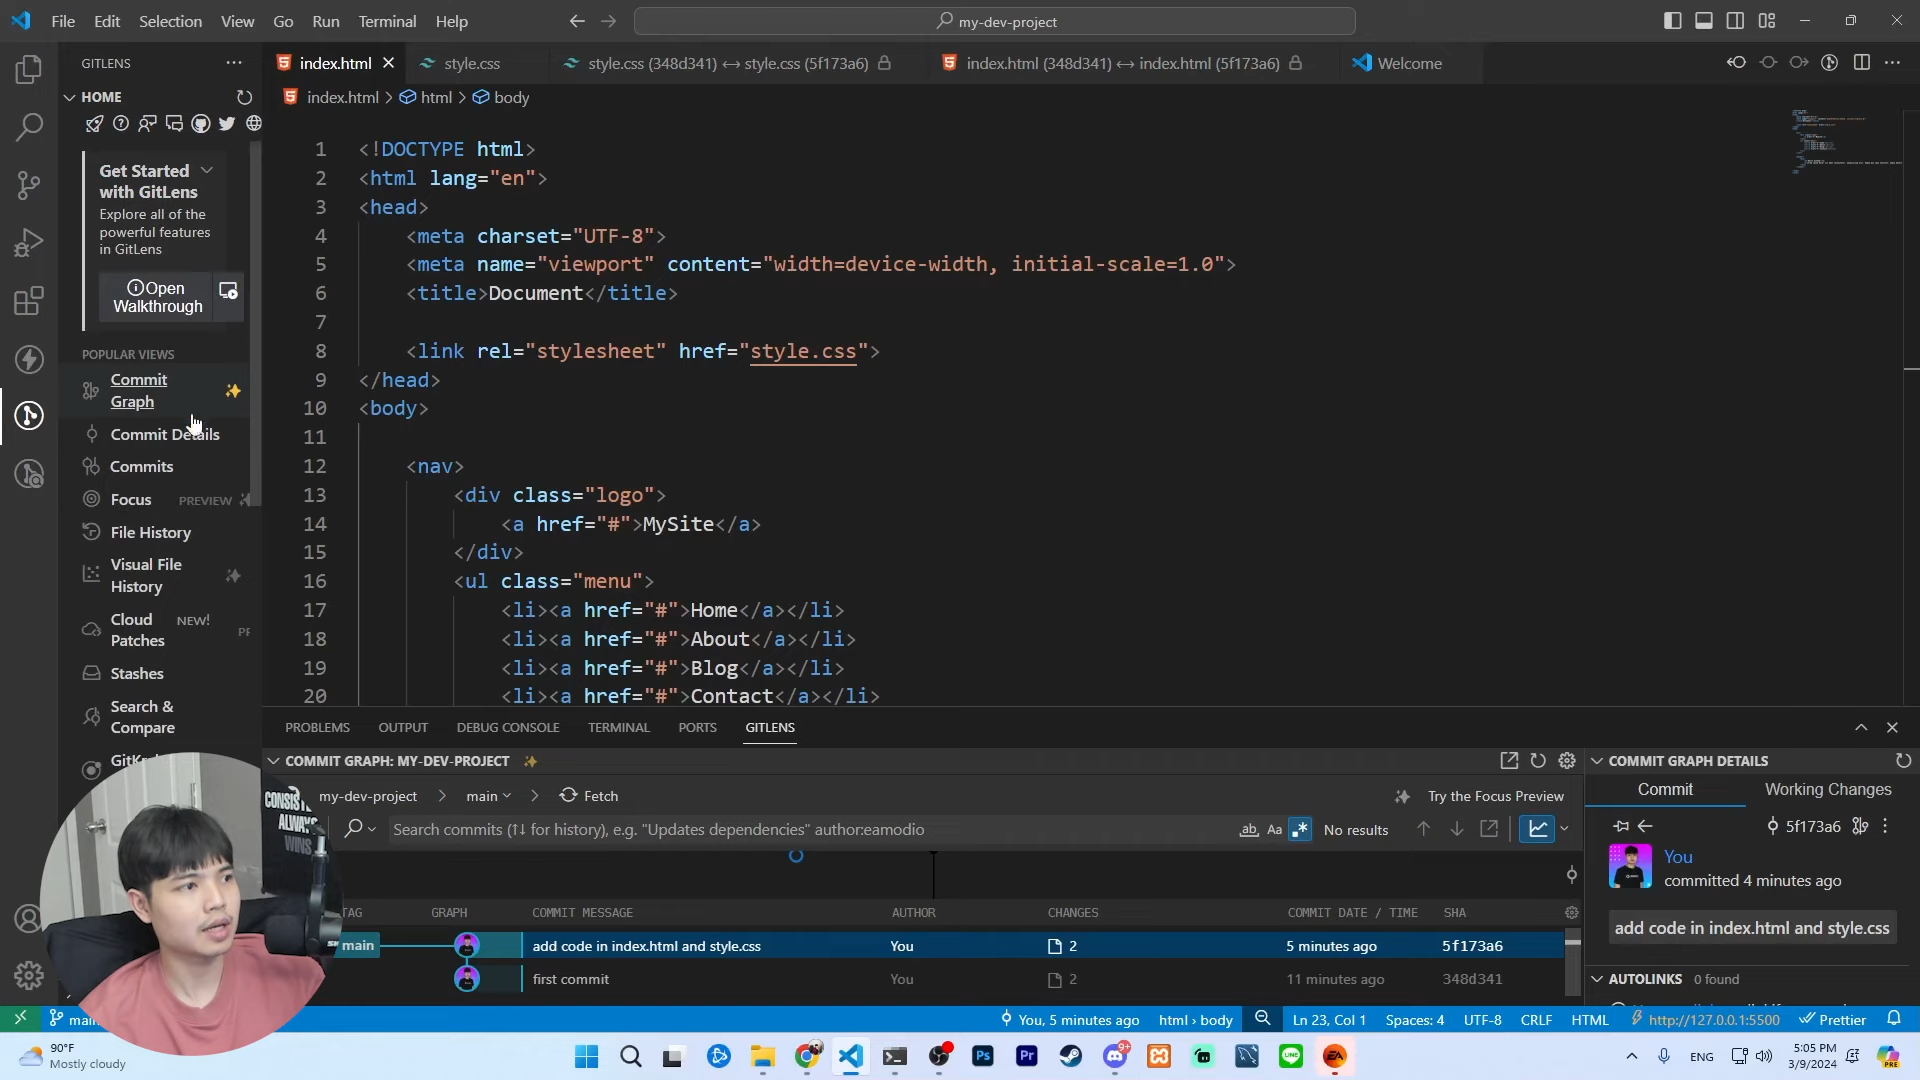 File Edit Selection View Go Run Terminal Help
my-dev-project
GITLENS
HOME
Get Started
with GitLens
Explore all of the
powerful features
in GitLens
Open
Walkthrough
POPULAR VIEWS
Commit
Graph
Commit Details
Commits
Focus PREVIEW
File History
Visual File
History
Cloud NEW!
Patches
Stashes
Search &
Compare
index.html
style.css
style.css (348d341) ↔ style.css (5f173a6)
index.html (348d341) ↔ index.html (5f173a6)
Welcome
index.html > html > body
1 <!DOCTYPE html>
2 <html lang="en">
3 <head>
4 <meta charset="UTF-8">
5 <meta name="viewport" content="width=device-width, initial-scale=1.0">
6 <title>Document</title>
7
8 <link rel="stylesheet" href="style.css">
9 </head>
10 <body>
11
12 <nav>
13 <div class="logo">
14 <a href="#">MySite</a>
15 </div>
16 <ul class="menu">
17 <li><a href="#">Home</a></li>
18 <li><a href="#">About</a></li>
19 <li><a href="#">Blog</a></li>
20 <li><a href="#">Contact</a></li>
PROBLEMS OUTPUT DEBUG CONSOLE TERMINAL PORTS GITLENS
COMMIT GRAPH: MY-DEV-PROJECT
my-dev-project > main > Fetch
Try the Focus Preview
Search commits (↑↓ for history), e.g. "Updates dependencies" author:eamodio
ab Aa No results
TAG GRAPH COMMIT MESSAGE AUTHOR CHANGES COMMIT DATE / TIME SHA
main add code in index.html and style.css You 2 5 minutes ago 5f173a6
first commit You 2 11 minutes ago 348d341
COMMIT GRAPH DETAILS
Commit Working Changes
5f173a6
You
committed 4 minutes ago
add code in index.html and style.css
AUTOLINKS 0 found
CONSIS
ALWAY
WINS
You, 5 minutes ago html › body Ln 23, Col 1 Spaces: 4 UTF-8 CRLF HTML http://127.0.0.1:5500 Prettier
90°F
Mostly cloudy
Ps Pr 9+ LINE EA
ENG
5:05 PM
3/9/2024
PRE